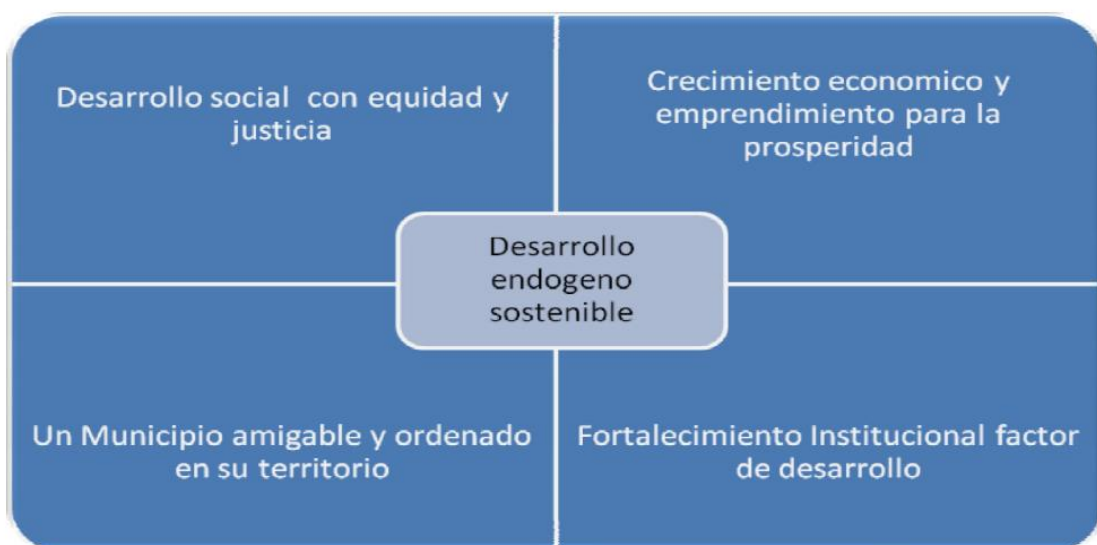 Desarrollo social con equidad y
justicia
Crecimiento economico y
emprendimiento para la
prosperidad
Desarrollo
endogeno
sostenible
Un Municipio amigable y ordenado
en su territorio
Fortalecimiento Institucional factor
de desarrollo